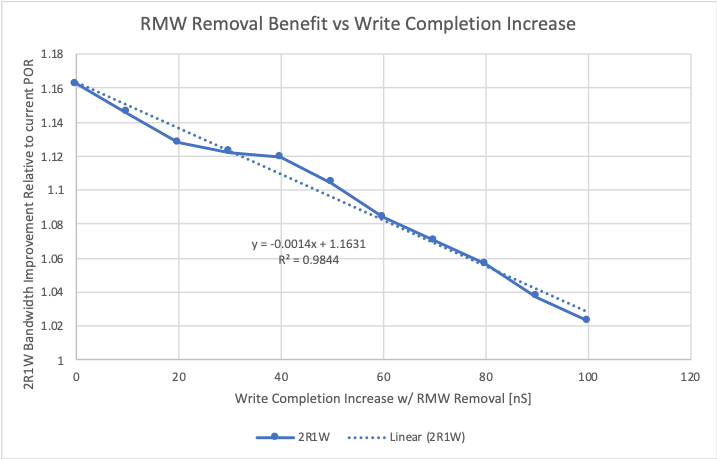 RMW Removal Benefit vs Write Completion Increase
2R1W Bandwidth Improvement Relative to current POR
1.18
1.16
1.14
1.12
1.1
1.08
1.06
1.04
1.02
1
y = -0.0014x + 1.1631
R² = 0.9844
0 20 40 60 80 100 120
Write Completion Increase w/ RMW Removal [nS]
2R1W Linear (2R1W)